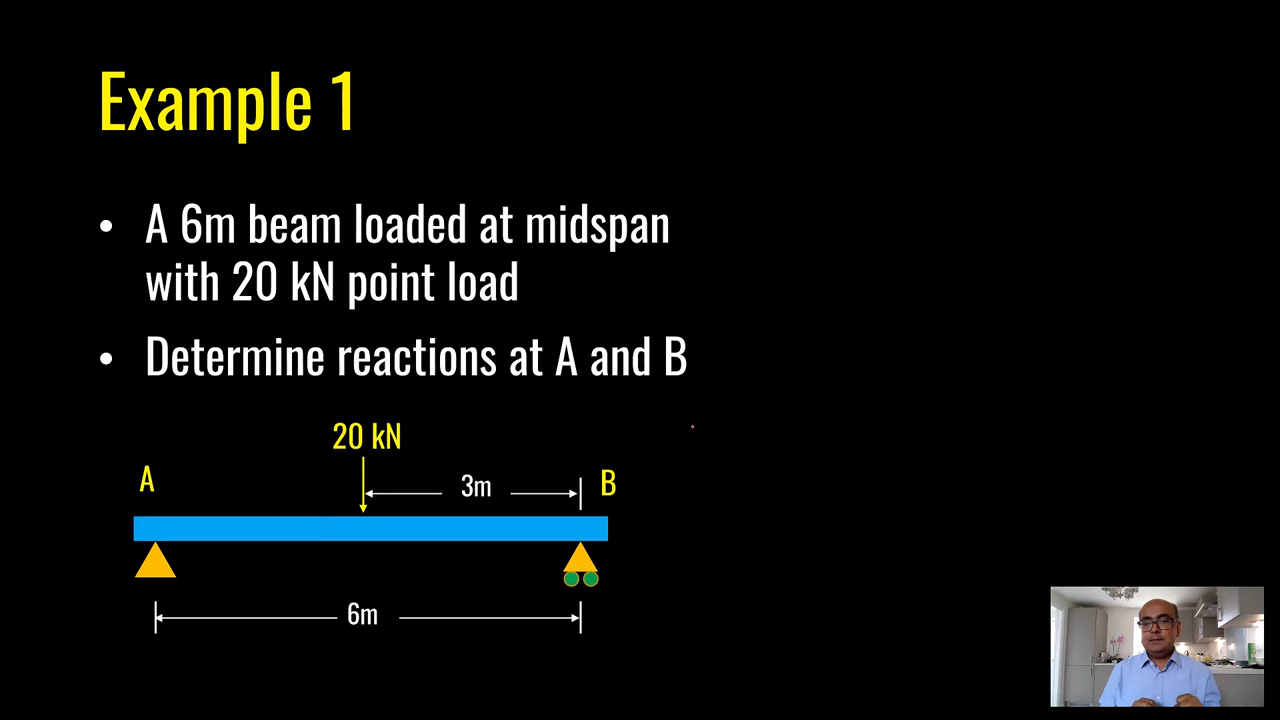 Example 1
• A 6m beam loaded at midspan
with 20 kN point load
• Determine reactions at A and B
20 kN
A
3m
B
6m